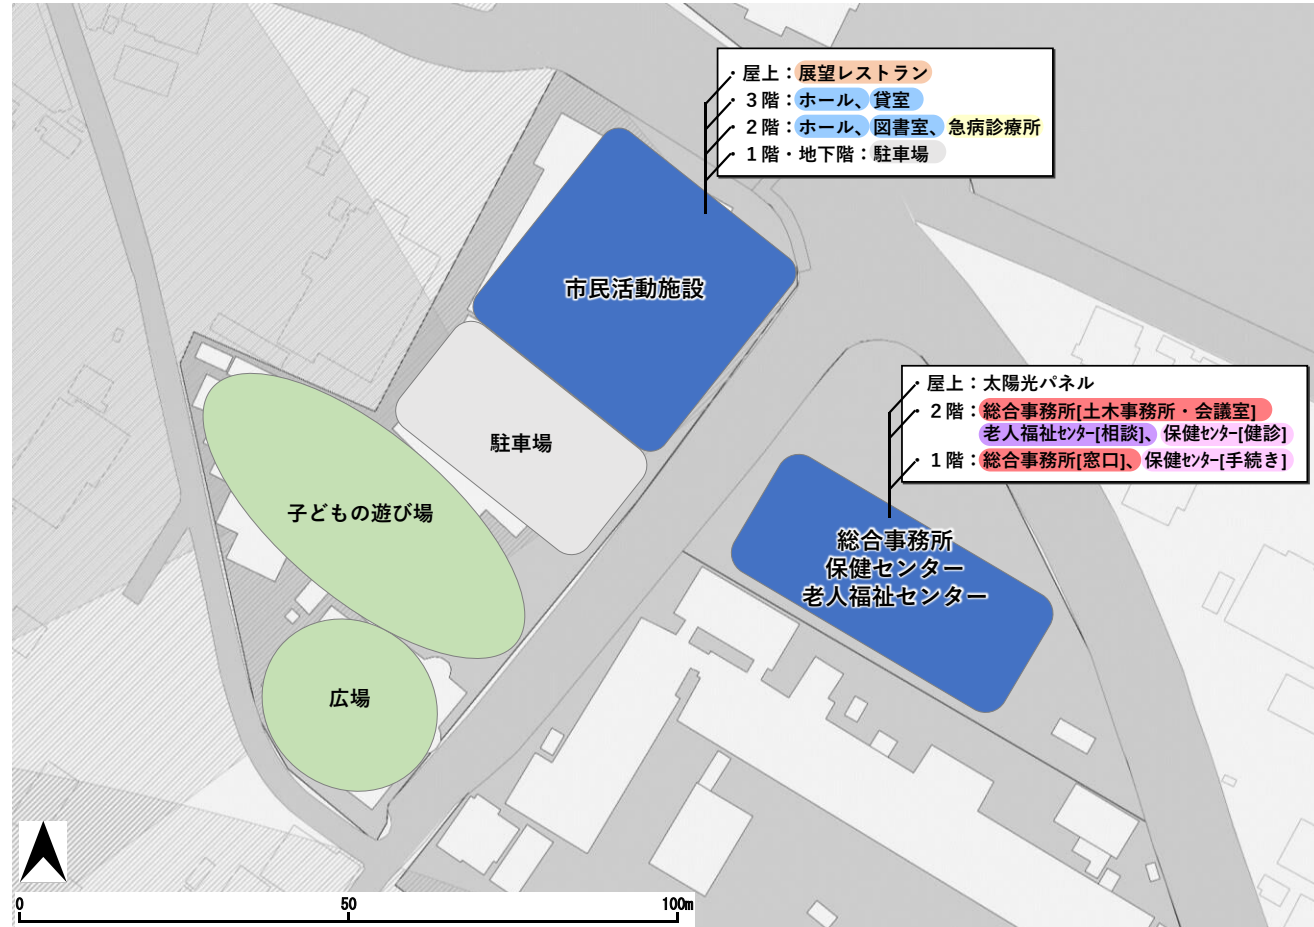 ・屋上：展望レストラン
・３階：ホール、貸室
・２階：ホール、図書室、急病診療所
・１階・地下階：駐車場
市民活動施設
・屋上：太陽光パネル
・２階：総合事務所[土木事務所・会議室]
老人福祉ｾﾝﾀｰ[相談]、保健ｾﾝﾀｰ[健診]
・１階：総合事務所[窓口]、保健ｾﾝﾀｰ[手続き]
駐車場
子どもの遊び場
総合事務所
保健センター
老人福祉センター
広場
0 50 100m